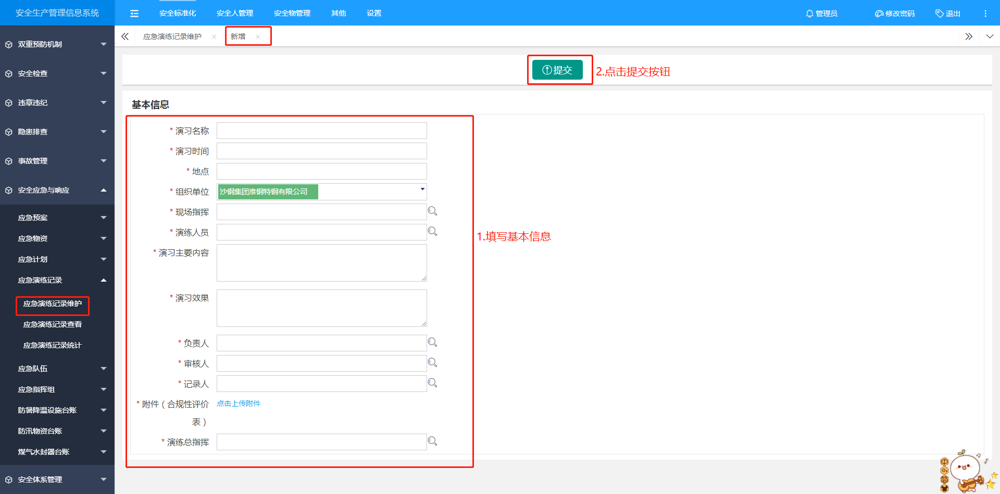 安全生产管理信息系统
安全标准化
安全人管理
安全物管理
其他
设置
管理员
修改密码
退出
应急演练记录维护
新增
双重预防机制
安全检查
违章违纪
隐患排查
事故管理
安全应急与响应
应急预案
应急物资
应急计划
应急演练记录
应急演练记录维护
应急演练记录查看
应急演练记录统计
应急队伍
应急指挥组
防暑降温设施台账
防汛物资台账
煤气水封器台账
安全体系管理
提交
2.点击提交按钮
基本信息
* 演习名称
* 演习时间
* 地点
* 组织单位
沙钢集团淮钢特钢有限公司
* 现场指挥
* 演练人员
* 演习主要内容
* 演习效果
* 负责人
* 审核人
* 记录人
* 附件（合规性评价
表）
点击上传附件
* 演练总指挥
1.填写基本信息
中
简